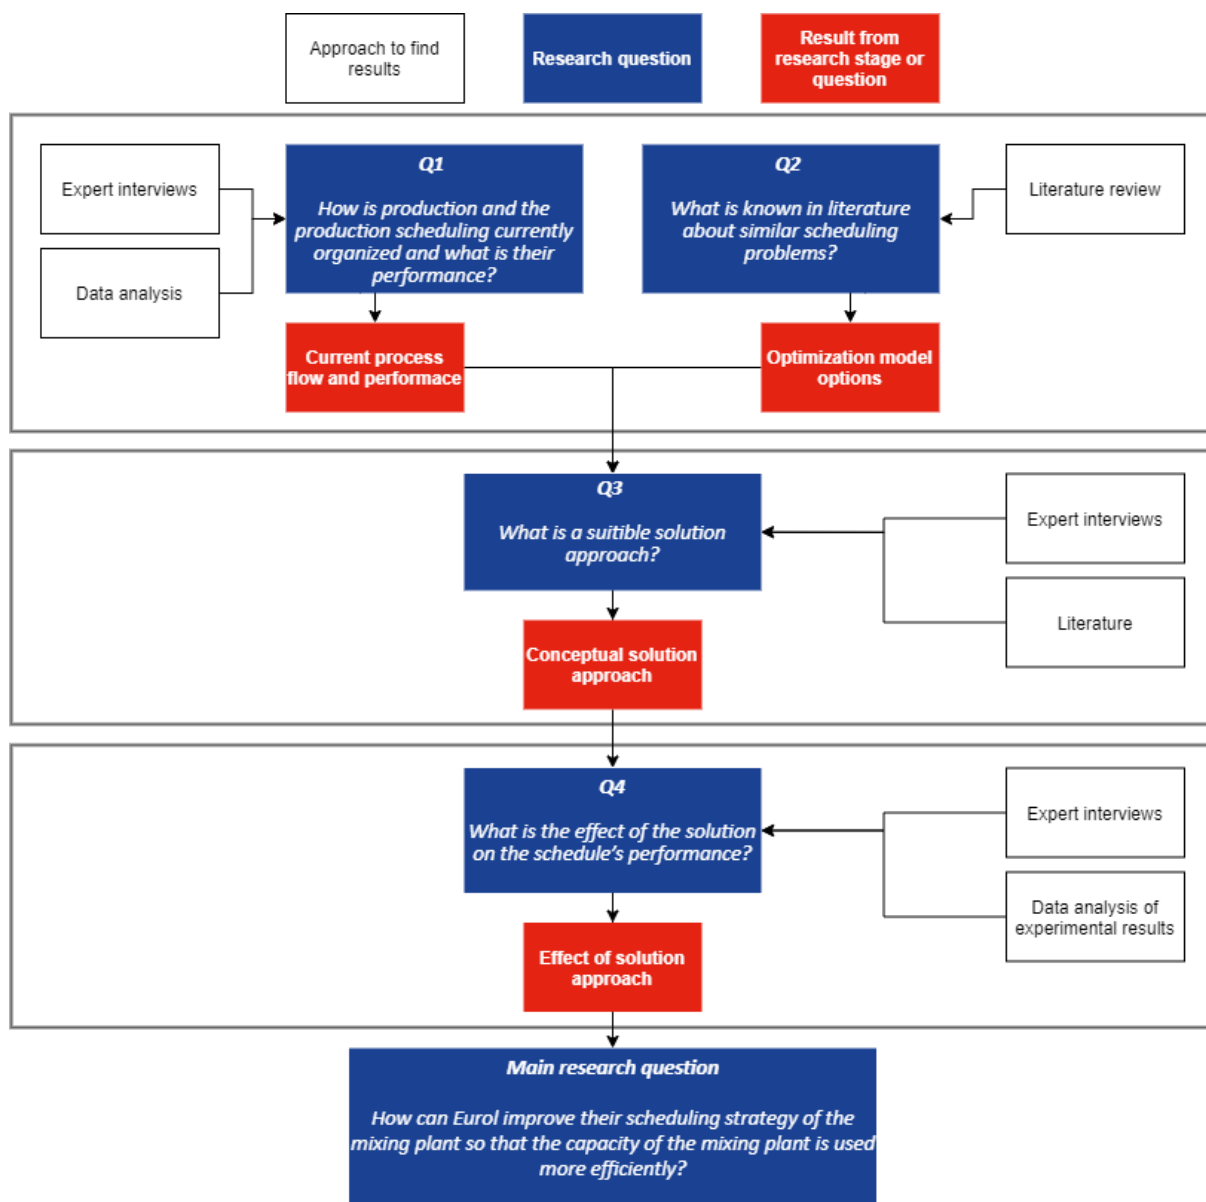 Approach to find
results
Research question
Result from
research stage or
question
Expert interviews
Data analysis
Q1
How is production and the
production scheduling currently
organized and what is their
performance?
Q2
What is known in literature
about similar scheduling
problems?
Literature review
Current process
flow and performace
Optimization model
options
Q3
What is a suitible solution
approach?
Expert interviews
Literature
Conceptual solution
approach
Q4
What is the effect of the solution
on the schedule's performance?
Expert interviews
Data analysis of
experimental results
Effect of solution
approach
Main research question
How can Eurol improve their scheduling strategy of the
mixing plant so that the capacity of the mixing plant is used
more efficiently?